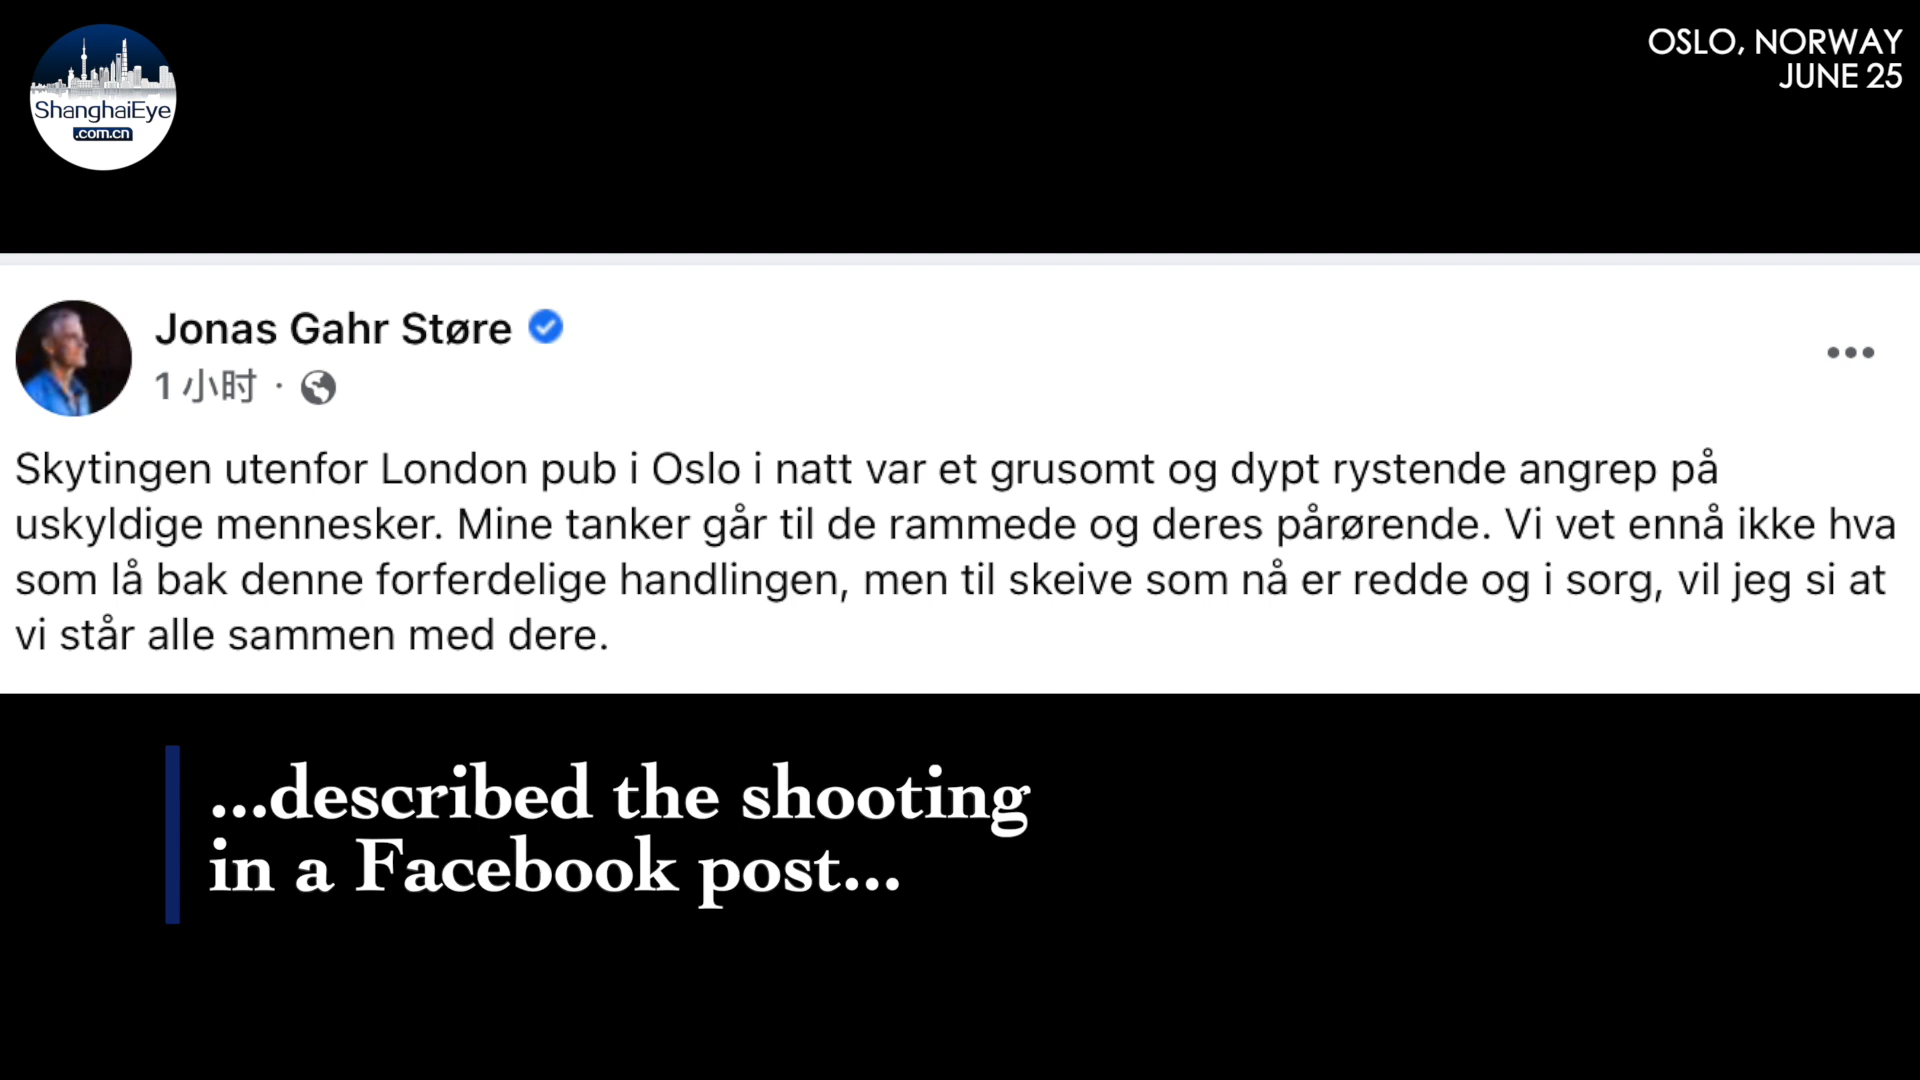 ShanghaiEye
.com.cn
OSLO, NORWAY
JUNE 25
Jonas Gahr Støre
1 小时 ·
Skytingen utenfor London pub i Oslo i natt var et grusomt og dypt rystende angrep på
uskyldige mennesker. Mine tanker går til de rammede og deres pårørende. Vi vet ennå ikke hva
som lå bak denne forferdelige handlingen, men til skeive som nå er redde og i sorg, vil jeg si at
vi står alle sammen med dere.
...described the shooting
in a Facebook post...